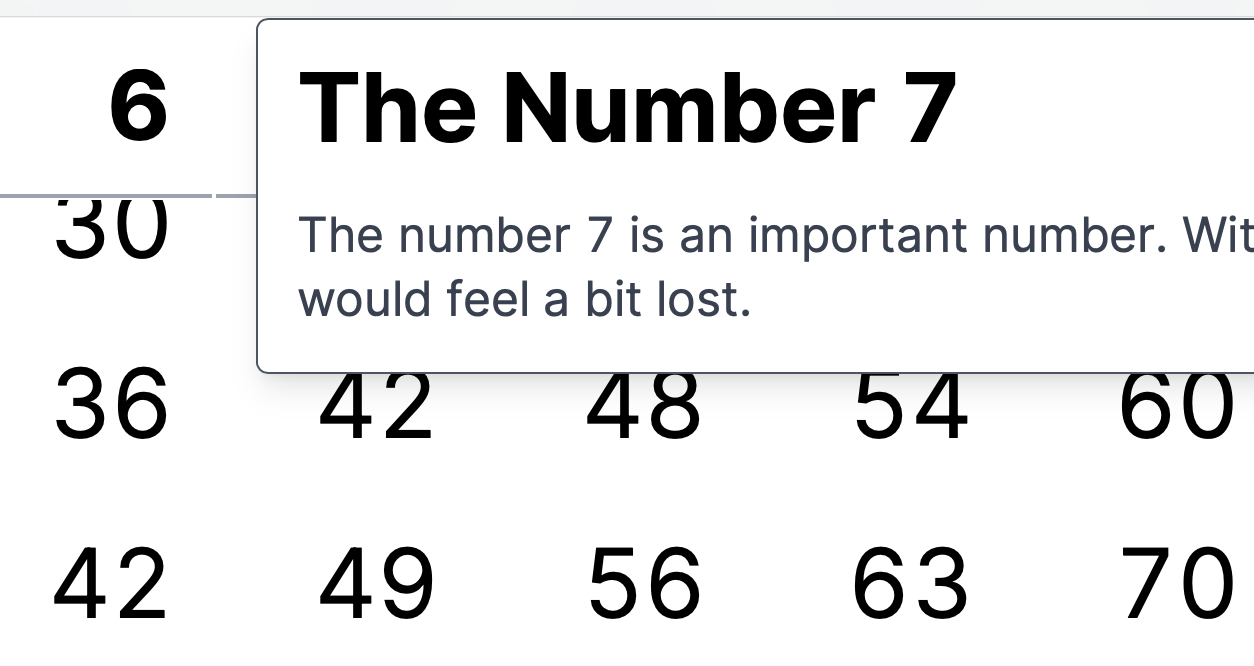 6
The Number 7
30
The number 7 is an important number.
would feel a bit lost.
36 42 48 54 60
42 49 56 63 70